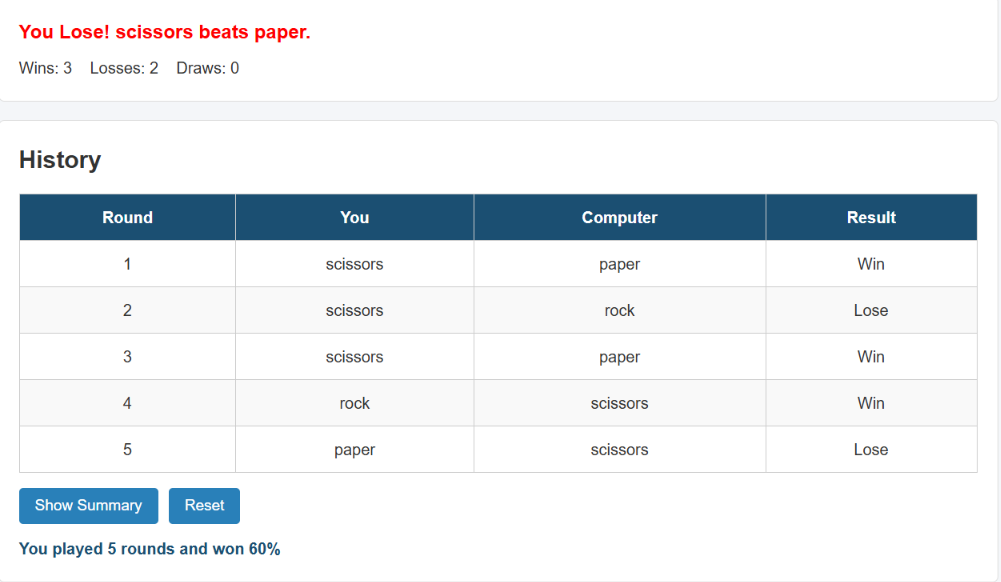 You Lose! scissors beats paper.
Wins: 3 Losses: 2 Draws: 0
History
Round You Computer Result
1 scissors paper Win
2 scissors rock Lose
3 scissors paper Win
4 rock scissors Win
5 paper scissors Lose
Show Summary Reset
You played 5 rounds and won 60%